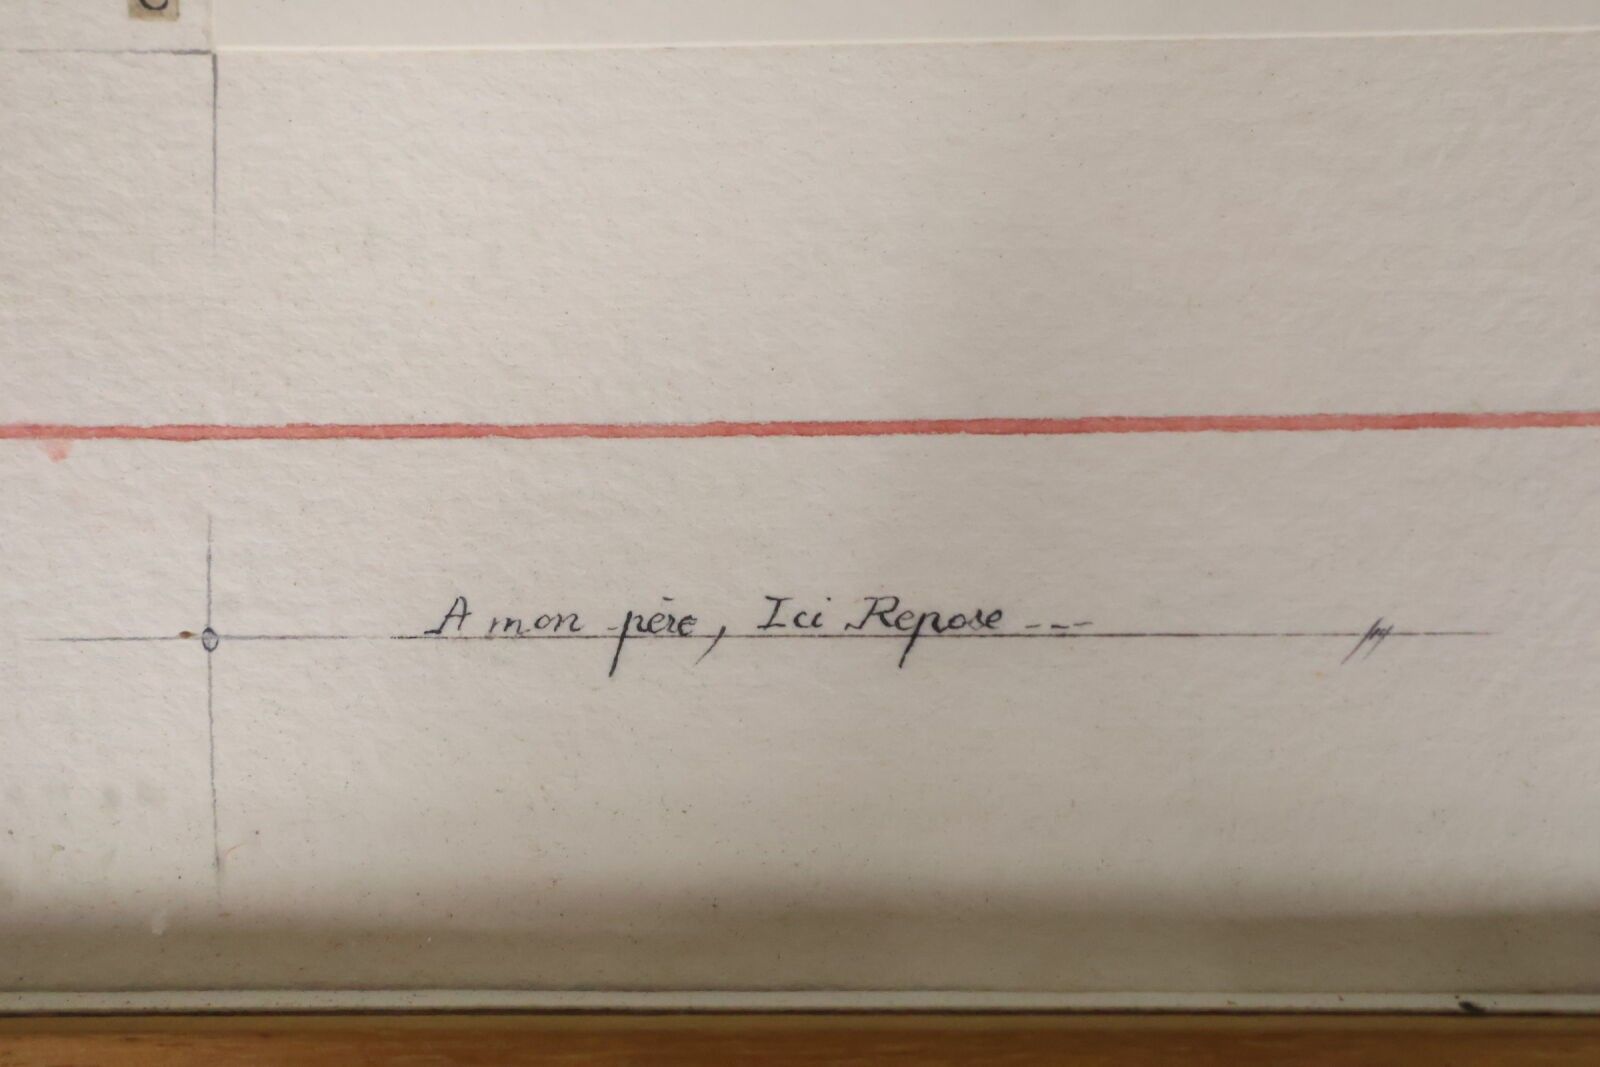 A mon père, Ici Repose ---